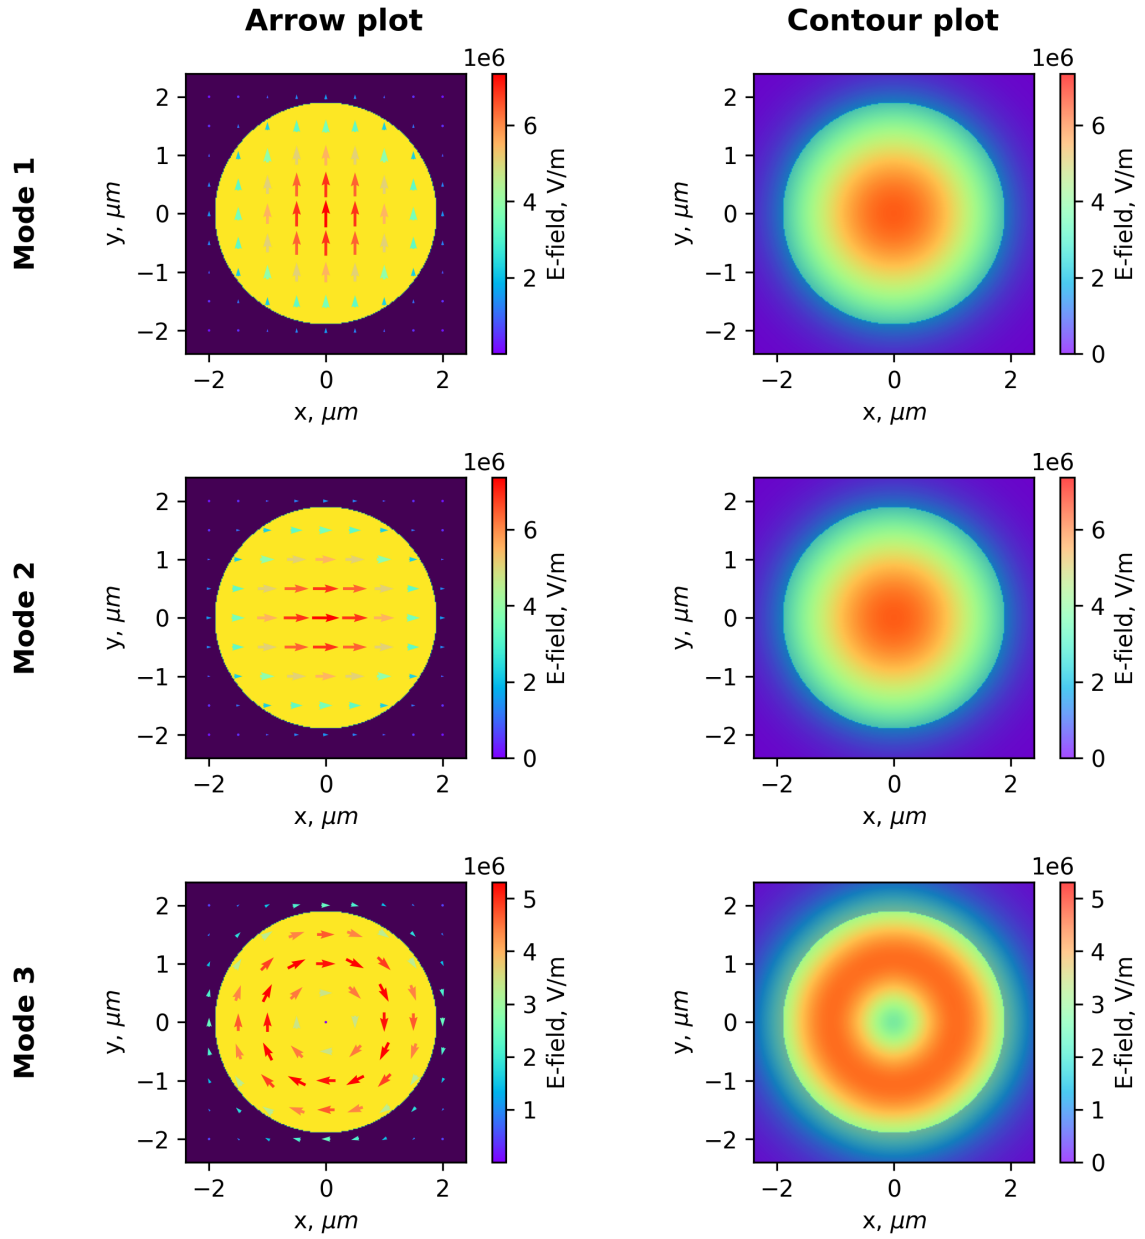 Arrow plot
Contour plot
Mode 1
1e6
2
1
0
−1
−2
y, μm
−2 0 2
x, μm
6
4
2
E-field, V/m
1e6
2
1
0
−1
−2
y, μm
−2 0 2
x, μm
6
4
2
0
E-field, V/m
Mode 2
1e6
2
1
0
−1
−2
y, μm
−2 0 2
x, μm
6
4
2
0
E-field, V/m
1e6
2
1
0
−1
−2
y, μm
−2 0 2
x, μm
6
4
2
0
E-field, V/m
Mode 3
1e6
2
1
0
−1
−2
y, μm
−2 0 2
x, μm
5
4
3
2
1
E-field, V/m
1e6
2
1
0
−1
−2
y, μm
−2 0 2
x, μm
5
4
3
2
1
0
E-field, V/m